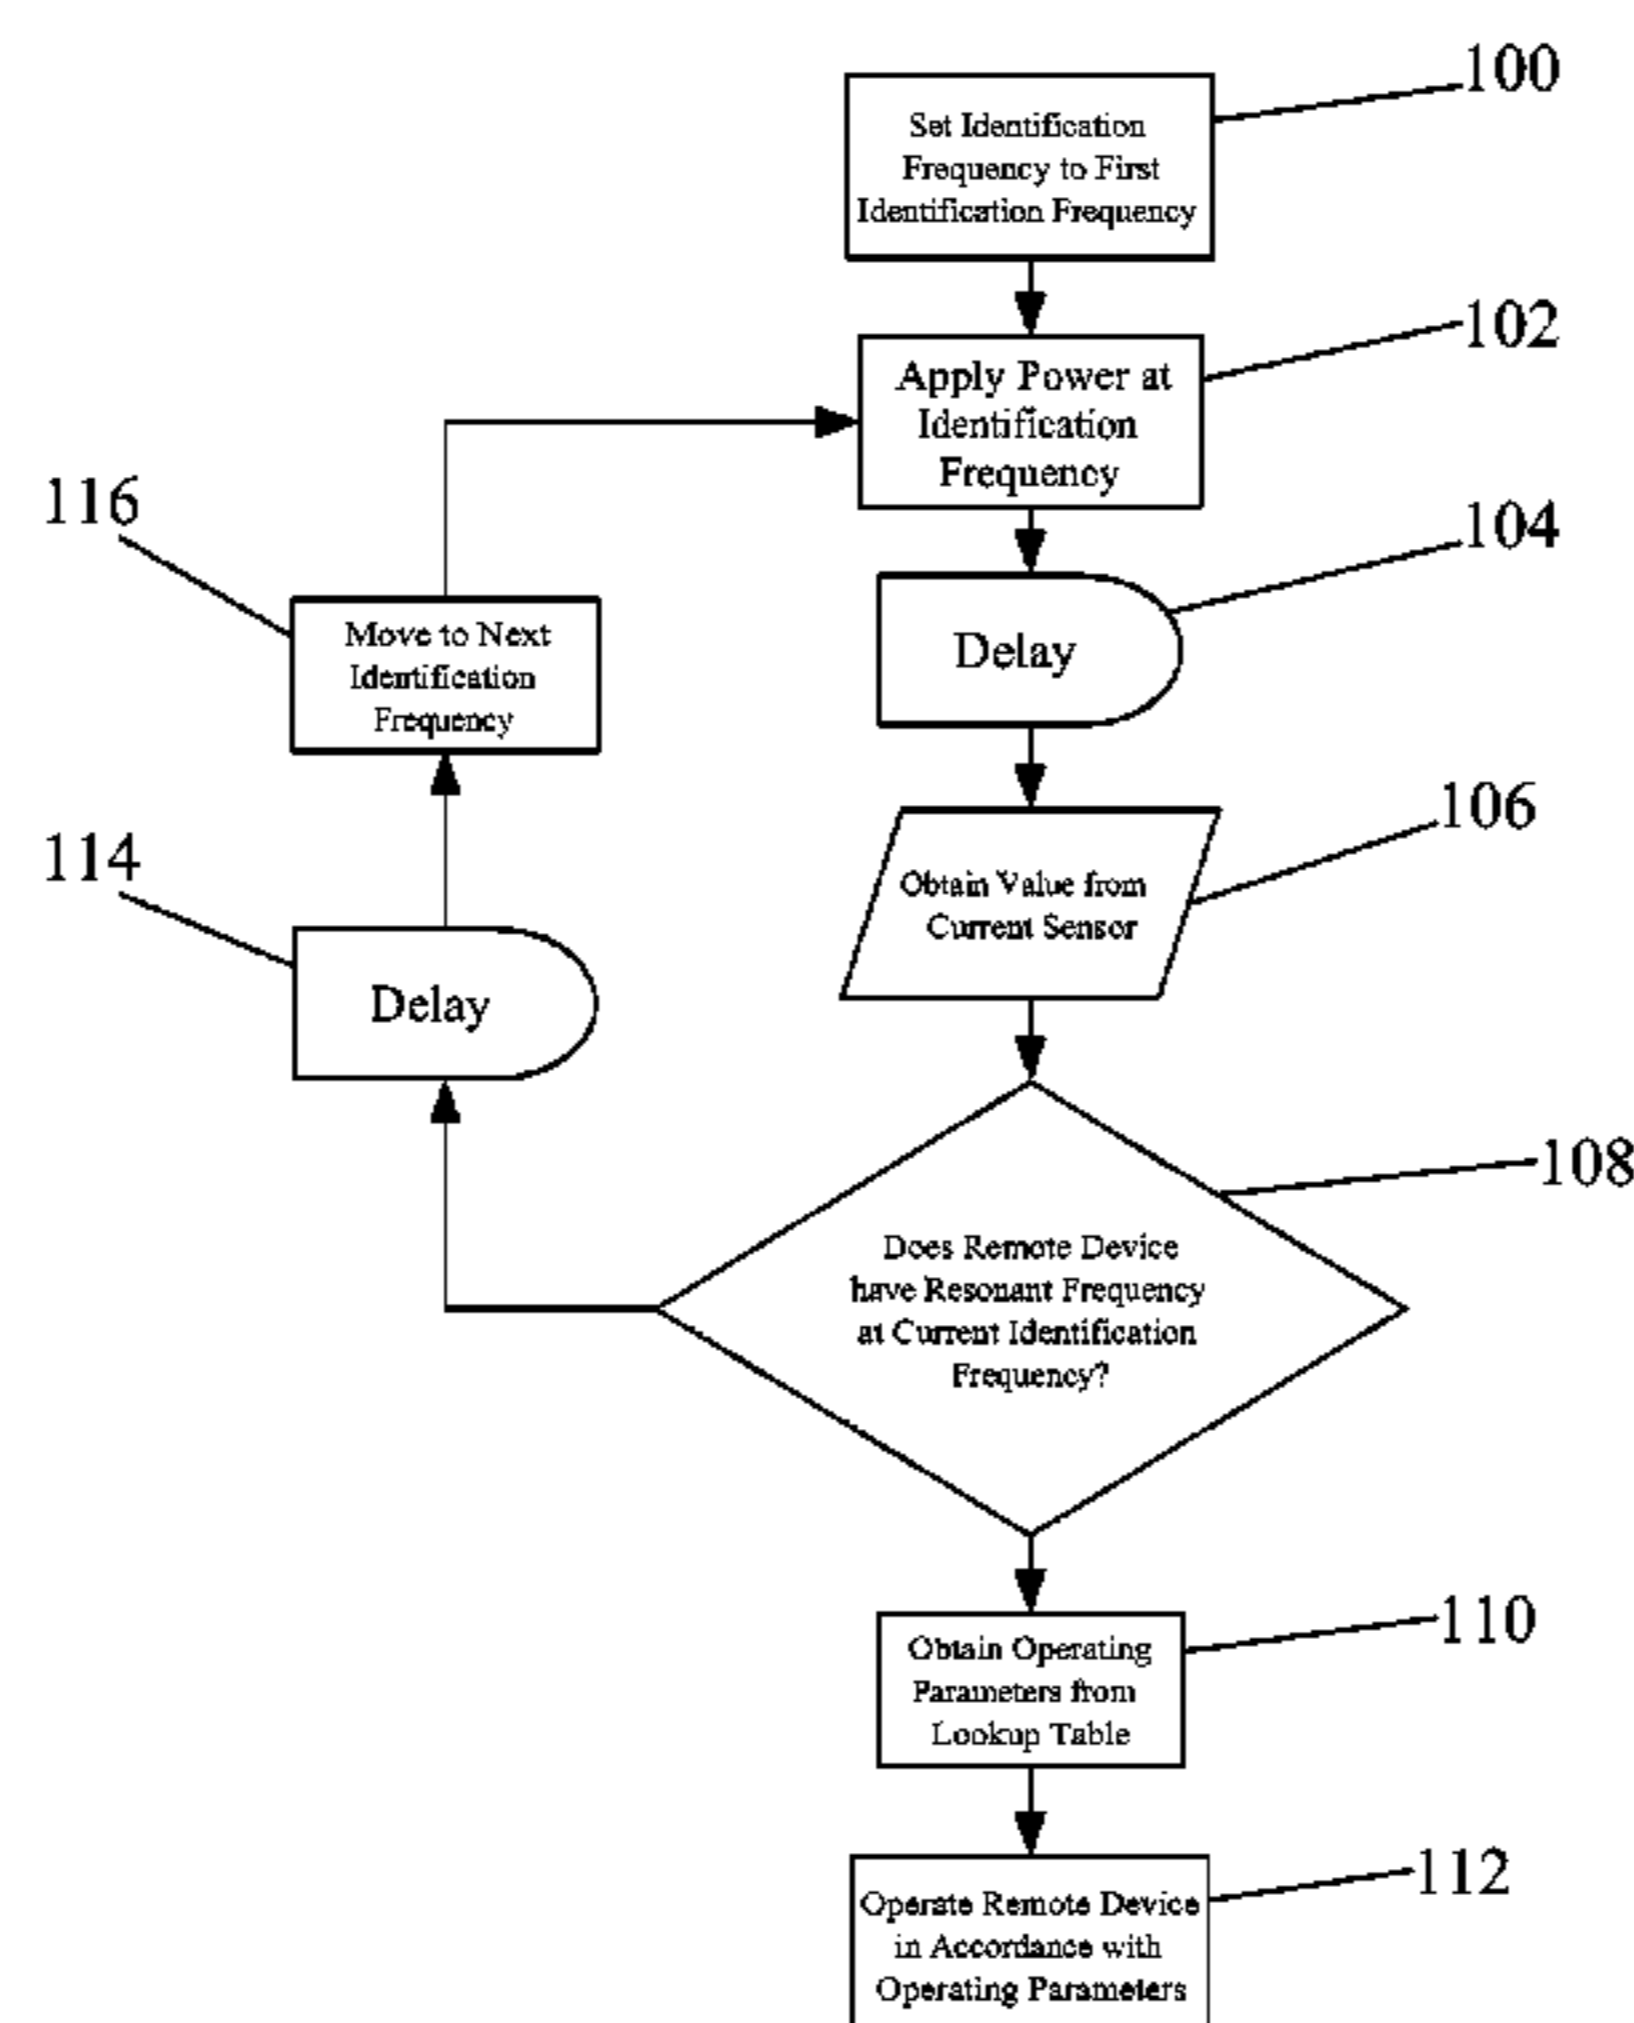 100
Set Identification
Frequency to First
Identification Frequency
102
Apply Power at
Identification
Frequency
104
Delay
116
Move to Next
Identification
Frequency
106
Obtain Value from
Current Sensor
114
Delay
108
Does Remote Device
have Resonant Frequency
at Current Identification
Frequency?
110
Obtain Operating
Parameters from
Lookup Table
112
Operate Remote Device
in Accordance with
Operating Parameters